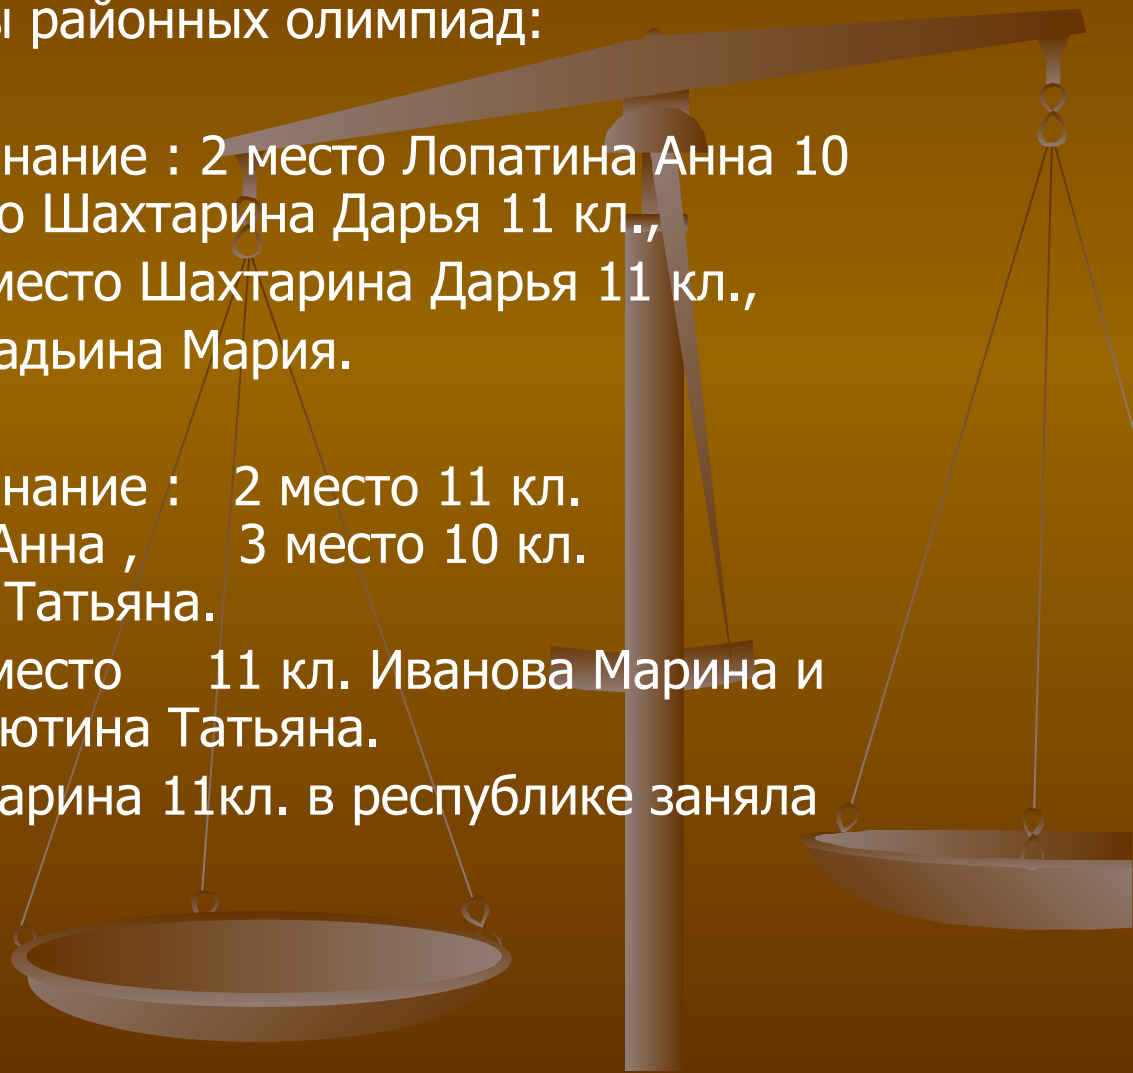 ы районных олимпиад:
нание : 2 место Лопатина Анна 10
о Шахтарина Дарья 11 кл.,
место Шахтарина Дарья 11 кл.,
адьина Мария.
нание : 2 место 11 кл.
Анна , 3 место 10 кл.
Татьяна.
место 11 кл. Иванова Марина и
ютина Татьяна.
арина 11кл. в республике заняла